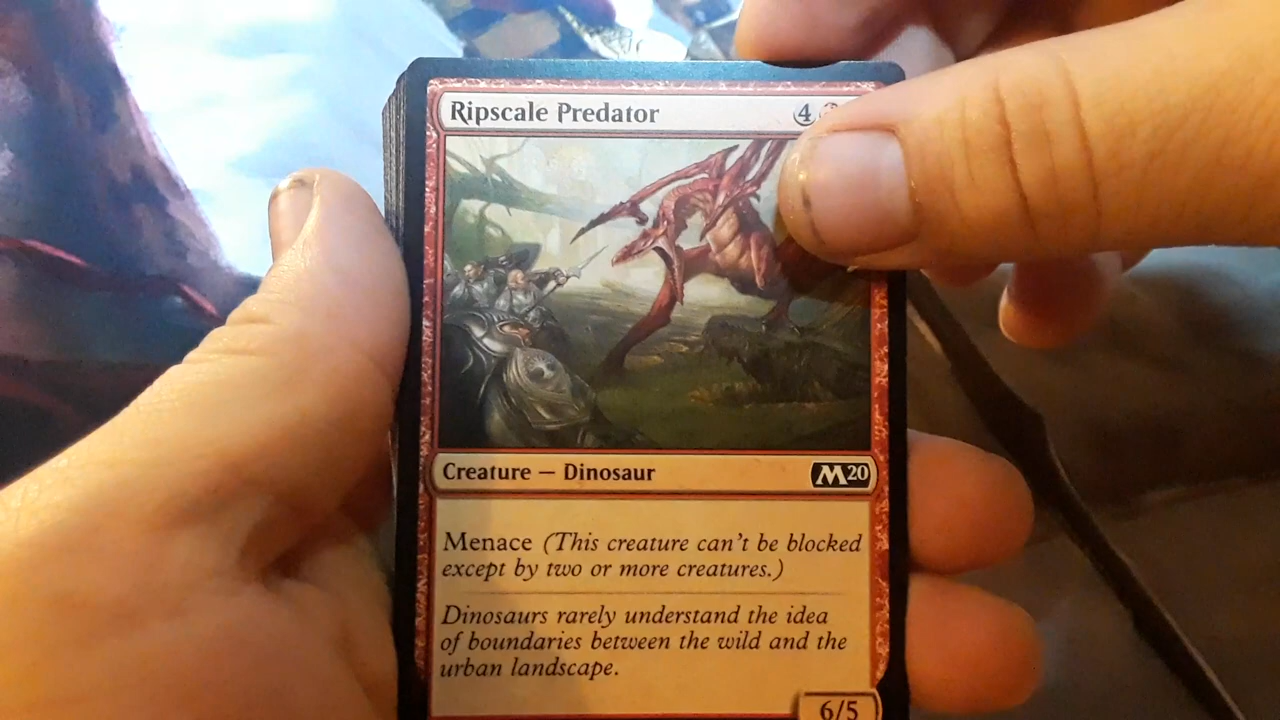 Ripscale Predator 4
Creature — Dinosaur M20
Menace (This creature can't be blocked
except by two or more creatures.)
Dinosaurs rarely understand the idea
of boundaries between the wild and the
urban landscape.
6/5